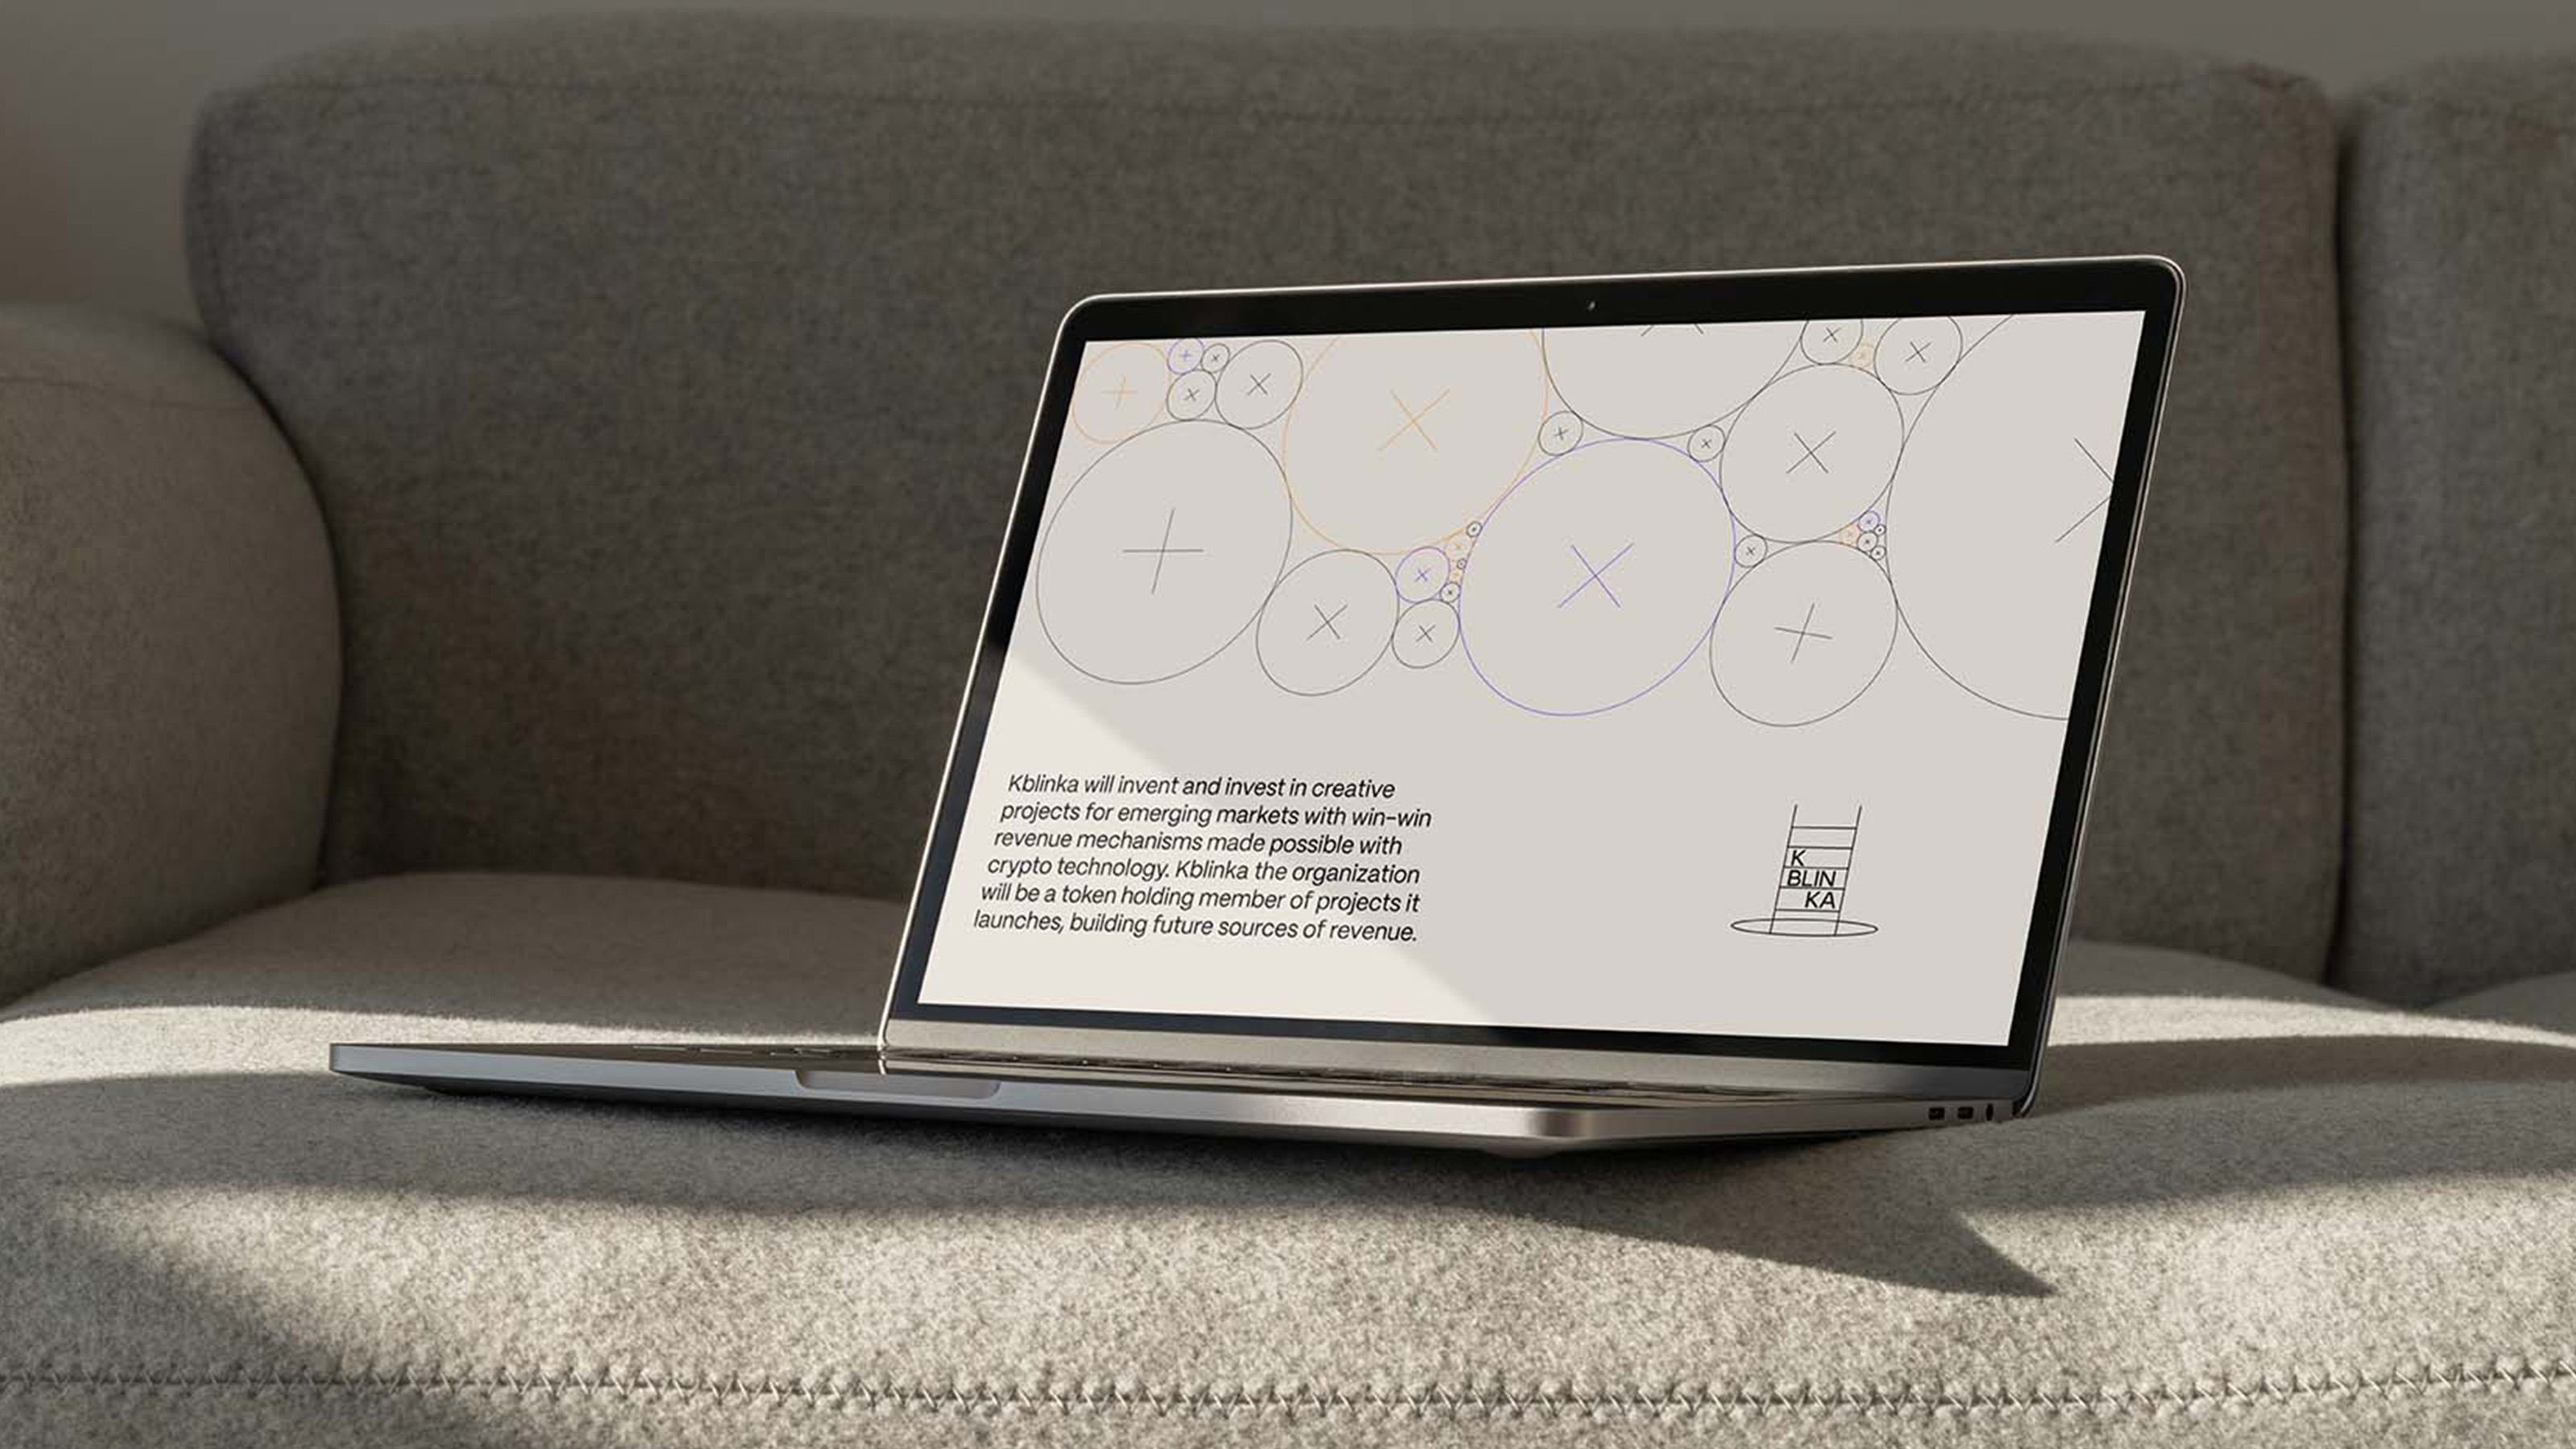 Kblinka will invent and invest in creative
projects for emerging markets with win-win
revenue mechanisms made possible with
crypto technology. Kblinka the organization
will be a token holding member of projects it
launches, building future sources of revenue.
K
BLIN
KA